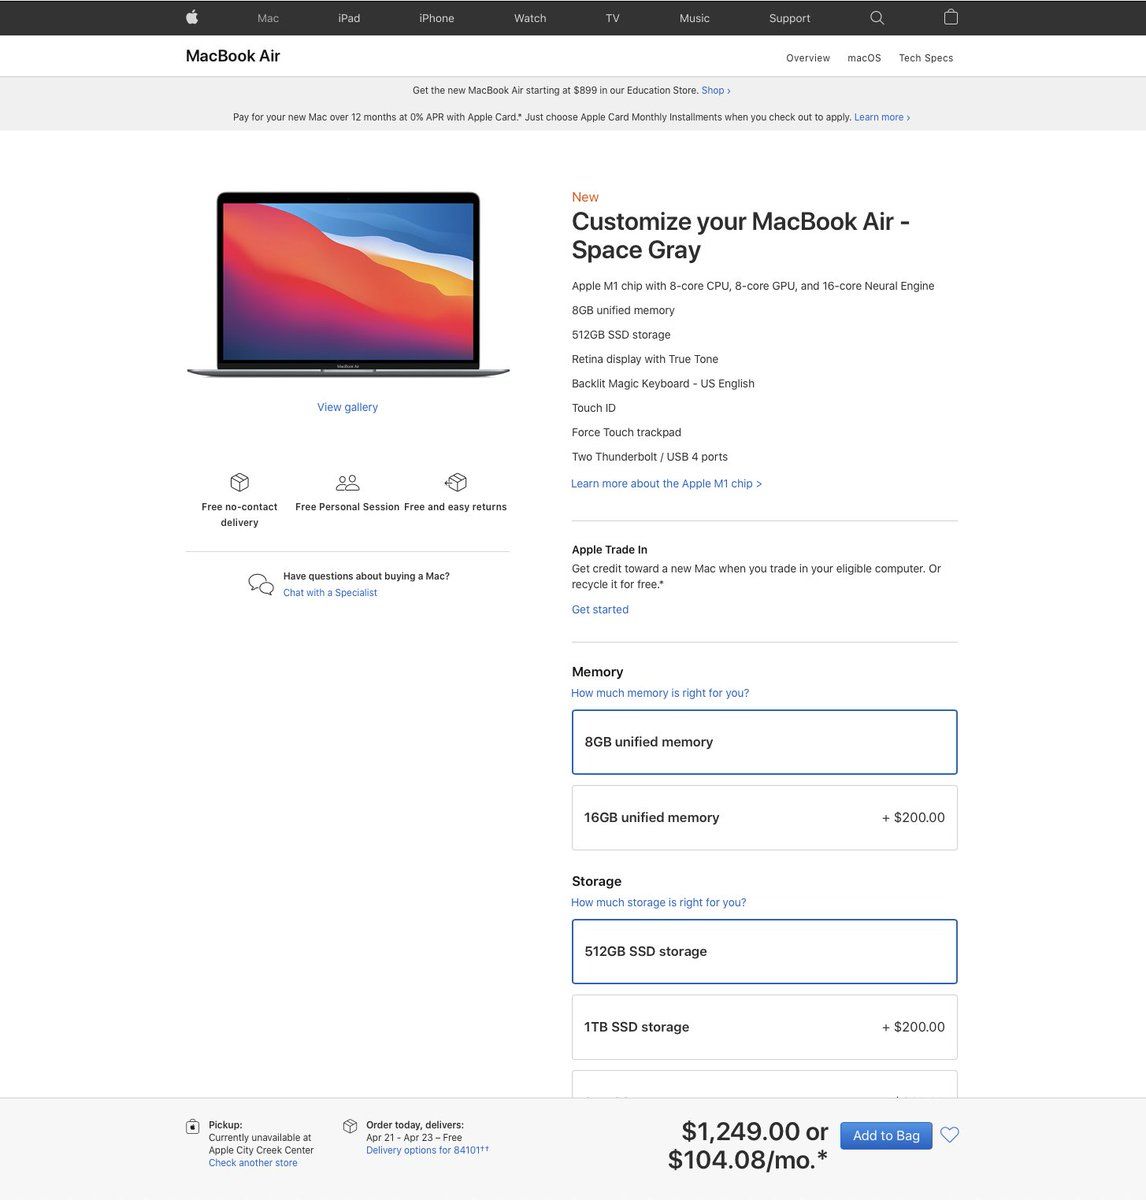 Mac iPad iPhone Watch TV Music Support
MacBook Air
Overview macOS Tech Specs
Get the new MacBook Air starting at $899 in our Education Store. Shop ›
Pay for your new Mac over 12 months at 0% APR with Apple Card.* Just choose Apple Card Monthly Installments when you check out to apply. Learn more ›
MacBook Air
View gallery
Free no-contact
delivery
Free Personal Session
Free and easy returns
Have questions about buying a Mac?
Chat with a Specialist
New
Customize your MacBook Air -
Space Gray
Apple M1 chip with 8-core CPU, 8-core GPU, and 16-core Neural Engine
8GB unified memory
512GB SSD storage
Retina display with True Tone
Backlit Magic Keyboard - US English
Touch ID
Force Touch trackpad
Two Thunderbolt / USB 4 ports
Learn more about the Apple M1 chip >
Apple Trade In
Get credit toward a new Mac when you trade in your eligible computer. Or
recycle it for free.*
Get started
Memory
How much memory is right for you?
8GB unified memory
16GB unified memory + $200.00
Storage
How much storage is right for you?
512GB SSD storage
1TB SSD storage + $200.00
Pickup:
Currently unavailable at
Apple City Creek Center
Check another store
Order today, delivers:
Apr 21 - Apr 23 – Free
Delivery options for 84101††
$1,249.00 or
$104.08/mo.*
Add to Bag